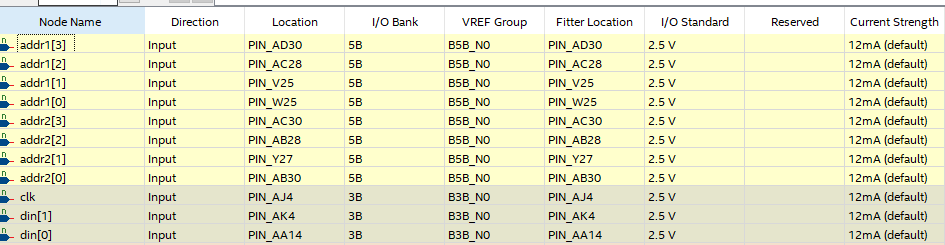 Node Name Direction Location I/O Bank VREF Group Fitter Location I/O Standard Reserved Current Strength
addr1[3] Input PIN_AD30 5B B5B_N0 PIN_AD30 2.5 V 12mA (default)
addr1[2] Input PIN_AC28 5B B5B_N0 PIN_AC28 2.5 V 12mA (default)
addr1[1] Input PIN_V25 5B B5B_N0 PIN_V25 2.5 V 12mA (default)
addr1[0] Input PIN_W25 5B B5B_N0 PIN_W25 2.5 V 12mA (default)
addr2[3] Input PIN_AC30 5B B5B_N0 PIN_AC30 2.5 V 12mA (default)
addr2[2] Input PIN_AB28 5B B5B_N0 PIN_AB28 2.5 V 12mA (default)
addr2[1] Input PIN_Y27 5B B5B_N0 PIN_Y27 2.5 V 12mA (default)
addr2[0] Input PIN_AB30 5B B5B_N0 PIN_AB30 2.5 V 12mA (default)
clk Input PIN_AJ4 3B B3B_N0 PIN_AJ4 2.5 V 12mA (default)
din[1] Input PIN_AK4 3B B3B_N0 PIN_AK4 2.5 V 12mA (default)
din[0] Input PIN_AA14 3B B3B_N0 PIN_AA14 2.5 V 12mA (default)